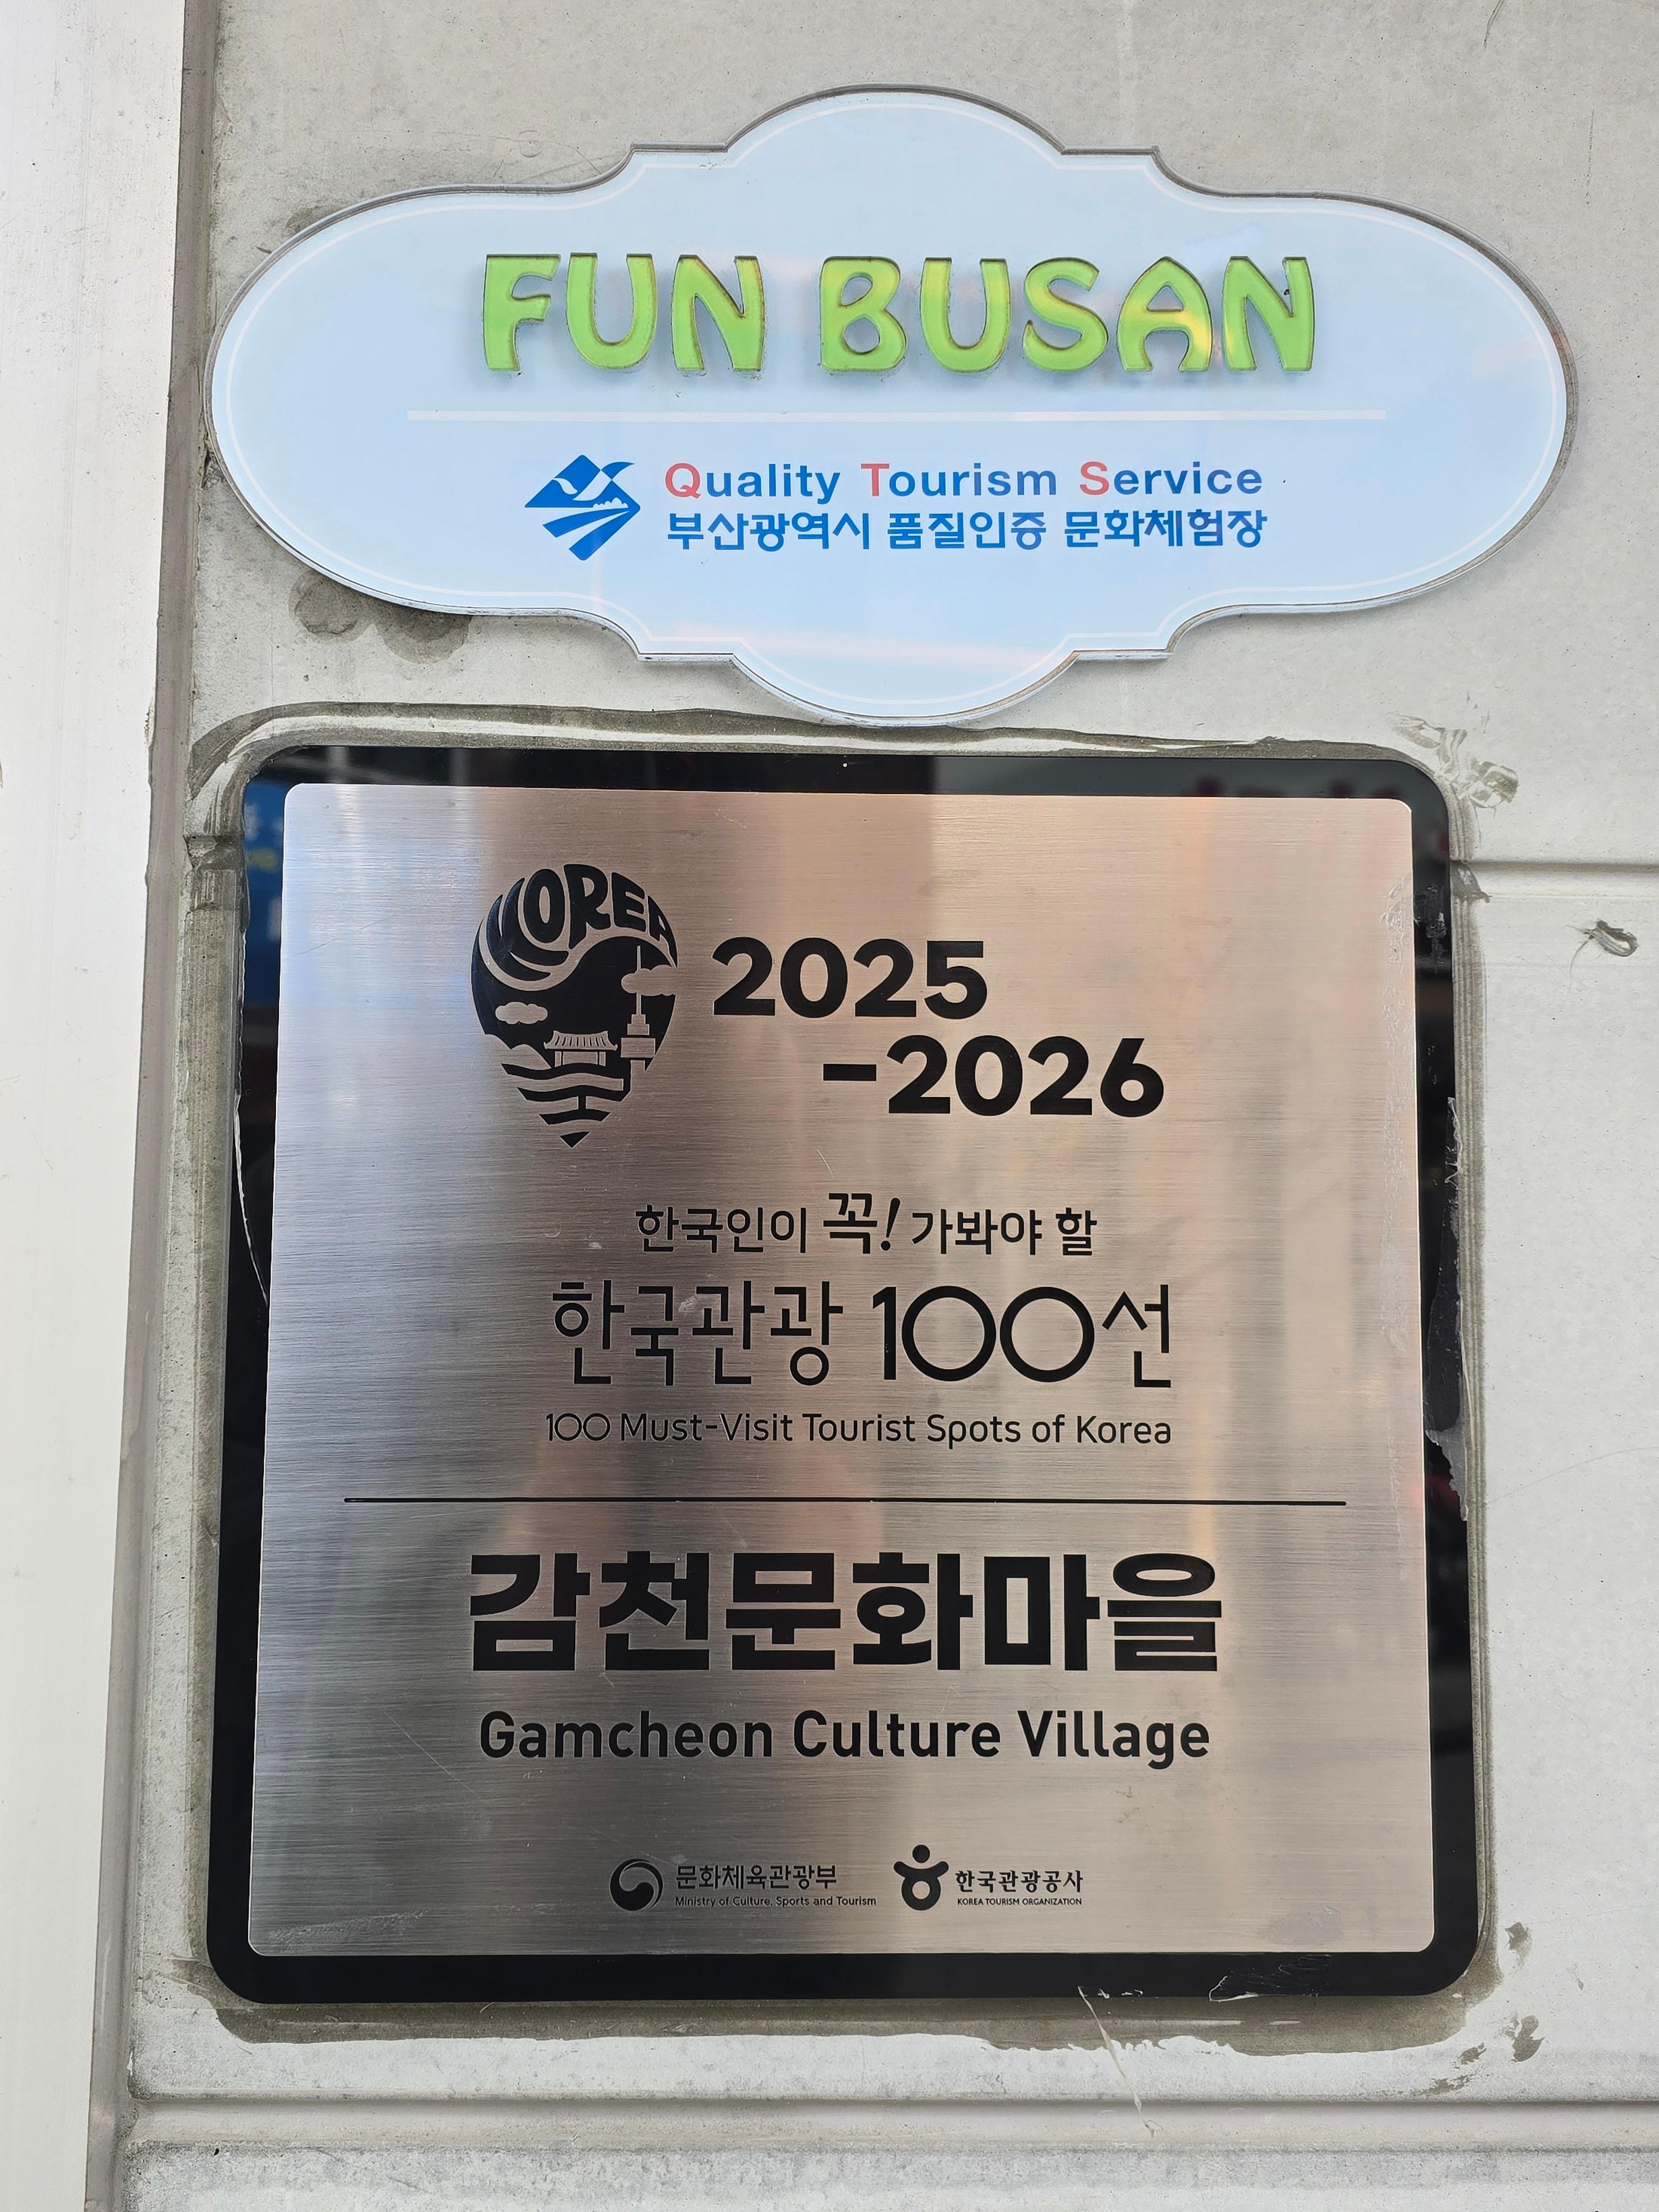 FUN BUSAN
Quality Tourism Service
부산광역시 품질인증 문화체험장
KOREA
2025
-2026
한국인이 꼭! 가봐야 할
한국관광 100선
100 Must-Visit Tourist Spots of Korea
감천문화마을
Gamcheon Culture Village
문화체육관광부
Ministry of Culture, Sports and Tourism
한국관광공사
KOREA TOURISM ORGANIZATION